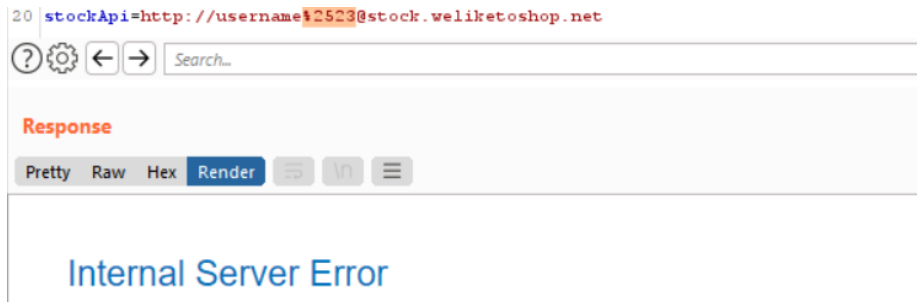 20 stockApi=http://username%2523@stock.weliketoshop.net
Search...
Response
Pretty Raw Hex Render \n
Internal Server Error